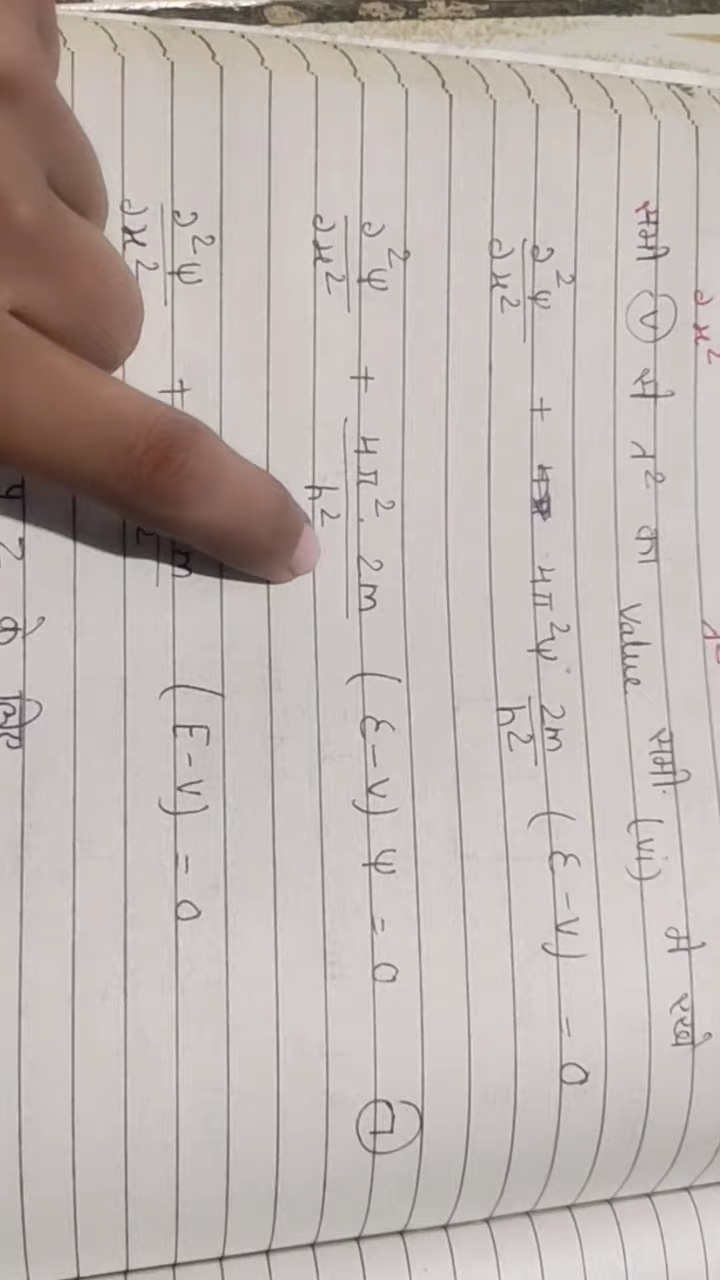 ∂x²
समी (v) से λ² का value समी. (vi) में रखें
∂²ψ/∂x² + 4π²ψ · 2m/h² (E-V) = 0
∂²ψ/∂x² + 4π² · 2m/h² (E-V) ψ = 0 (7)
∂²ψ/∂x² + m (E-V) = 0
y z के लिए